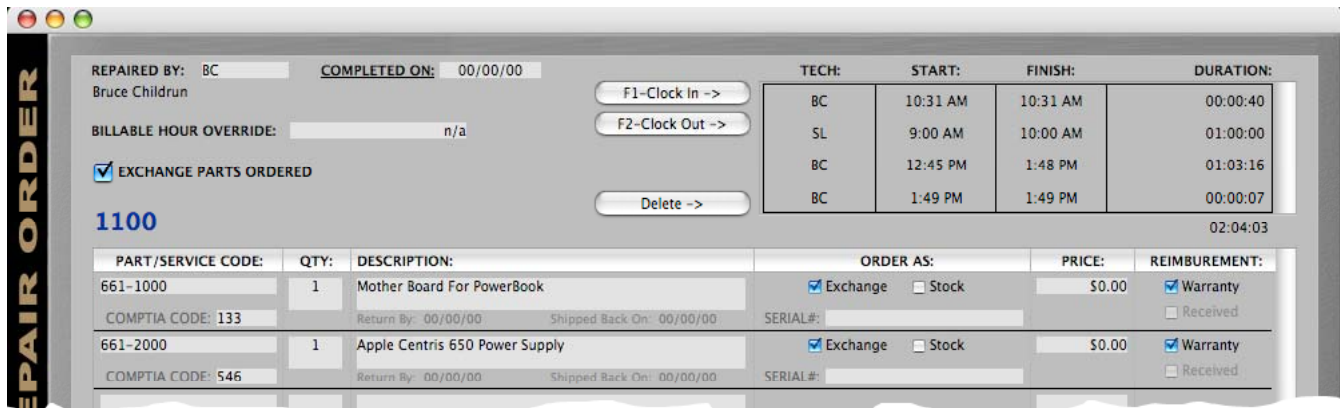 REPAIR ORDER
REPAIRED BY: BC COMPLETED ON: 00/00/00
Bruce Childrun
BILLABLE HOUR OVERRIDE: n/a
EXCHANGE PARTS ORDERED
1100
F1-Clock In ->
F2-Clock Out ->
Delete ->
TECH: START: FINISH: DURATION:
BC 10:31 AM 10:31 AM 00:00:40
SL 9:00 AM 10:00 AM 01:00:00
BC 12:45 PM 1:48 PM 01:03:16
BC 1:49 PM 1:49 PM 00:00:07
02:04:03
PART/SERVICE CODE: QTY: DESCRIPTION: ORDER AS: PRICE: REIMBUREMENT:
661-1000 1 Mother Board For PowerBook Exchange Stock $0.00 Warranty
COMPTIA CODE: 133 Return By: 00/00/00 Shipped Back On: 00/00/00 SERIAL#: Received
661-2000 1 Apple Centris 650 Power Supply Exchange Stock $0.00 Warranty
COMPTIA CODE: 546 Return By: 00/00/00 Shipped Back On: 00/00/00 SERIAL#: Received